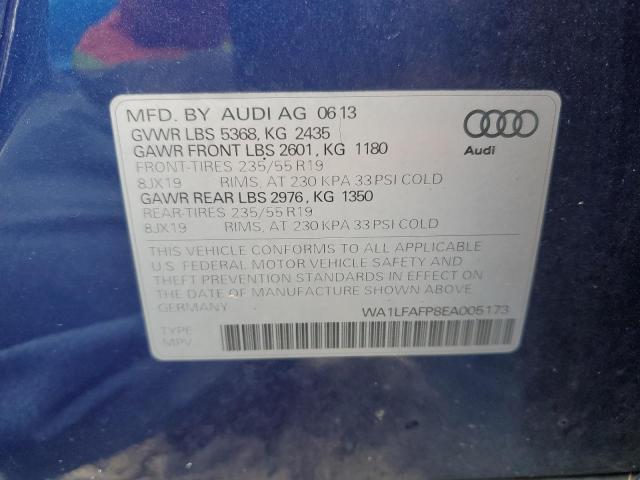 MFD. BY AUDI AG 06 13
GVWR LBS 5368, KG 2435
GAWR FRONT LBS 2601, KG 1180
FRONT-TIRES 235/55 R19
8JX19 RIMS, AT 230 KPA 33 PSI COLD
GAWR REAR LBS 2976, KG 1350
REAR-TIRES 235/55 R19
8JX19 RIMS, AT 230 KPA 33 PSI COLD
Audi
THIS VEHICLE CONFORMS TO ALL APPLICABLE
U.S. FEDERAL MOTOR VEHICLE SAFETY AND
THEFT PREVENTION STANDARDS IN EFFECT ON
THE DATE OF MANUFACTURE SHOWN ABOVE
GERMANY
WA1LFAFP8EA005173
TYPE
MPV